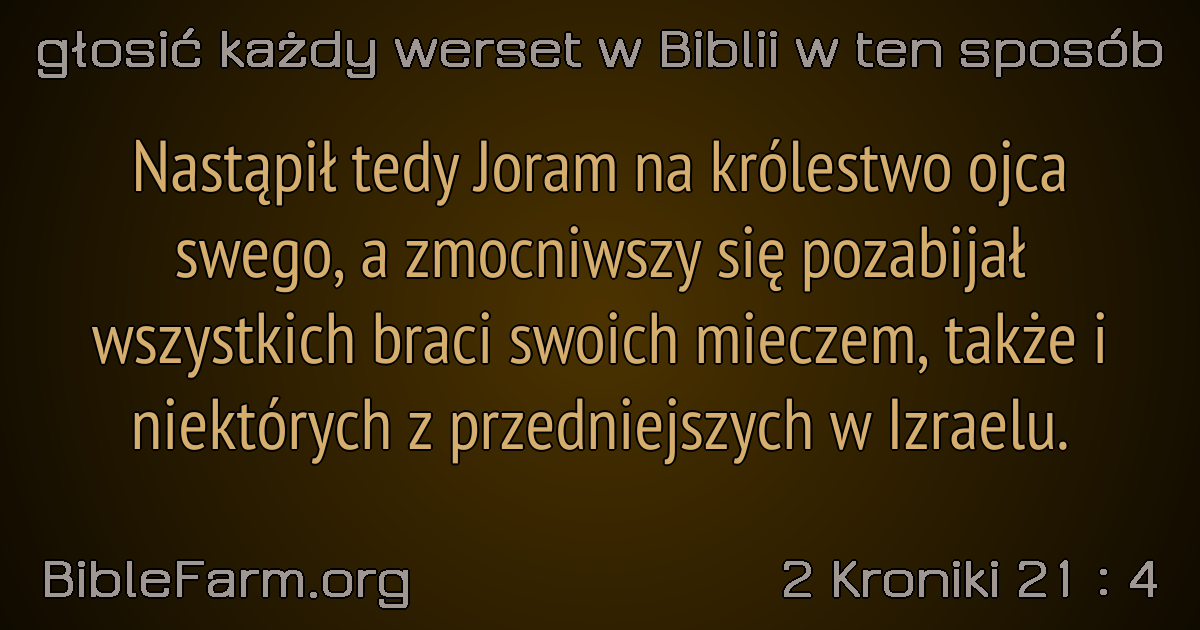 głosić każdy werset w Biblii w ten sposób
Nastąpił tedy Joram na królestwo ojca
swego, a zmocniwszy się pozabijał
wszystkich braci swoich mieczem, także i
niektórych z przedniejszych w Izraelu.
BibleFarm.org
2 Kroniki 21 : 4